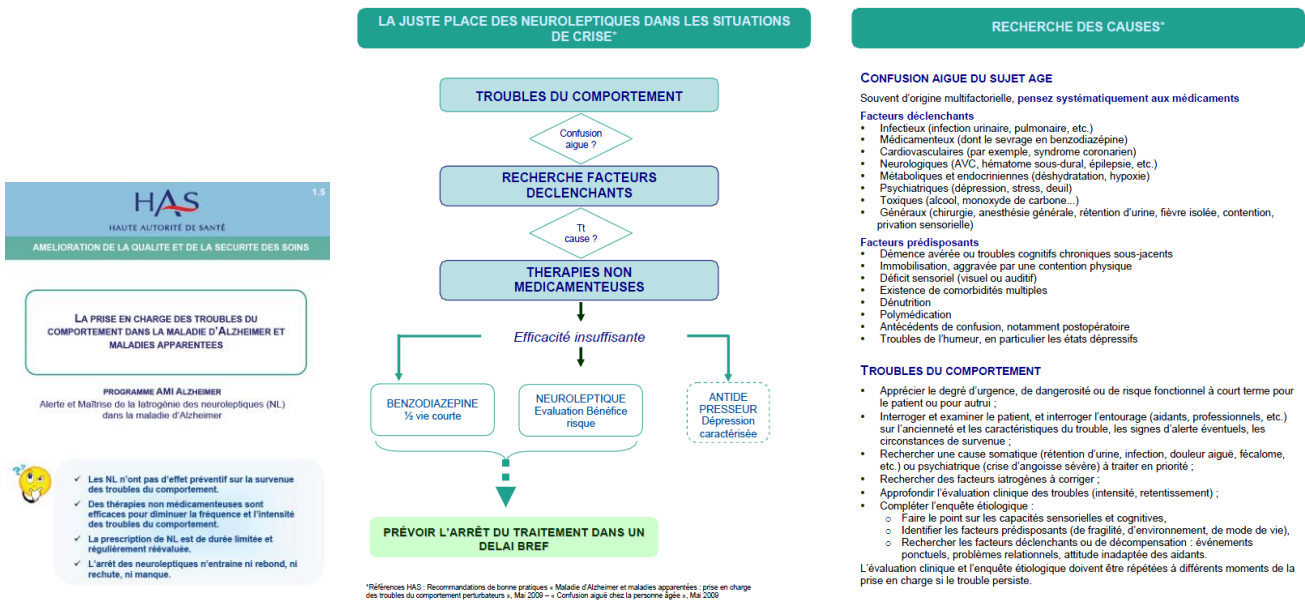 HAS
1.5
HAUTE AUTORITÉ DE SANTÉ
AMELIORATION DE LA QUALITE ET DE LA SECURITE DES SOINS
LA PRISE EN CHARGE DES TROUBLES DU
COMPORTEMENT DANS LA MALADIE D'ALZHEIMER ET
MALADIES APPARENTEES
PROGRAMME AMI ALZHEIMER
Alerte et Maîtrise de la Iatrogénie des neuroleptiques (NL)
dans la maladie d'Alzheimer
??
✓ Les NL n'ont pas d'effet préventif sur la survenue
des troubles du comportement.
✓ Des thérapies non médicamenteuses sont
efficaces pour diminuer la fréquence et l'intensité
des troubles du comportement.
✓ La prescription de NL est de durée limitée et
régulièrement réévaluée.
✓ L'arrêt des neuroleptiques n'entraine ni rebond, ni
rechute, ni manque.
LA JUSTE PLACE DES NEUROLEPTIQUES DANS LES SITUATIONS
DE CRISE*
TROUBLES DU COMPORTEMENT
Confusion
aigue ?
RECHERCHE FACTEURS
DECLENCHANTS
Tt
cause ?
THERAPIES NON
MEDICAMENTEUSES
Efficacité insuffisante
BENZODIAZEPINE
½ vie courte
NEUROLEPTIQUE
Evaluation Bénéfice
risque
ANTIDE
PRESSEUR
Dépression
caractérisée
PRÉVOIR L'ARRÊT DU TRAITEMENT DANS UN
DELAI BREF
*Références HAS : Recommandations de bonne pratiques « Maladie d'Alzheimer et maladies apparentées : prise en charge
des troubles du comportement perturbateurs », Mai 2009 – « Confusion aiguë chez la personne âgée », Mai 2009
RECHERCHE DES CAUSES*
CONFUSION AIGUE DU SUJET AGE
Souvent d'origine multifactorielle, pensez systématiquement aux médicaments
Facteurs déclenchants
• Infectieux (infection urinaire, pulmonaire, etc.)
• Médicamenteux (dont le sevrage en benzodiazépine)
• Cardiovasculaires (par exemple, syndrome coronarien)
• Neurologiques (AVC, hématome sous-dural, épilepsie, etc.)
• Métaboliques et endocriniennes (déshydratation, hypoxie)
• Psychiatriques (dépression, stress, deuil)
• Toxiques (alcool, monoxyde de carbone...)
• Généraux (chirurgie, anesthésie générale, rétention d'urine, fièvre isolée, contention,
privation sensorielle)
Facteurs prédisposants
• Démence avérée ou troubles cognitifs chroniques sous-jacents
• Immobilisation, aggravée par une contention physique
• Déficit sensoriel (visuel ou auditif)
• Existence de comorbidités multiples
• Dénutrition
• Polymédication
• Antécédents de confusion, notamment postopératoire
• Troubles de l'humeur, en particulier les états dépressifs
TROUBLES DU COMPORTEMENT
• Apprécier le degré d'urgence, de dangerosité ou de risque fonctionnel à court terme pour
le patient ou pour autrui ;
• Interroger et examiner le patient, et interroger l'entourage (aidants, professionnels, etc.)
sur l'ancienneté et les caractéristiques du trouble, les signes d'alerte éventuels, les
circonstances de survenue ;
• Rechercher une cause somatique (rétention d'urine, infection, douleur aiguë, fécalome,
etc.) ou psychiatrique (crise d'angoisse sévère) à traiter en priorité ;
• Rechercher des facteurs iatrogènes à corriger ;
• Approfondir l'évaluation clinique des troubles (intensité, retentissement) ;
• Compléter l'enquête étiologique :
o Faire le point sur les capacités sensorielles et cognitives,
o Identifier les facteurs prédisposants (de fragilité, d'environnement, de mode de vie),
o Rechercher les facteurs déclenchants ou de décompensation : événements
ponctuels, problèmes relationnels, attitude inadaptée des aidants.
L'évaluation clinique et l'enquête étiologique doivent être répétées à différents moments de la
prise en charge si le trouble persiste.